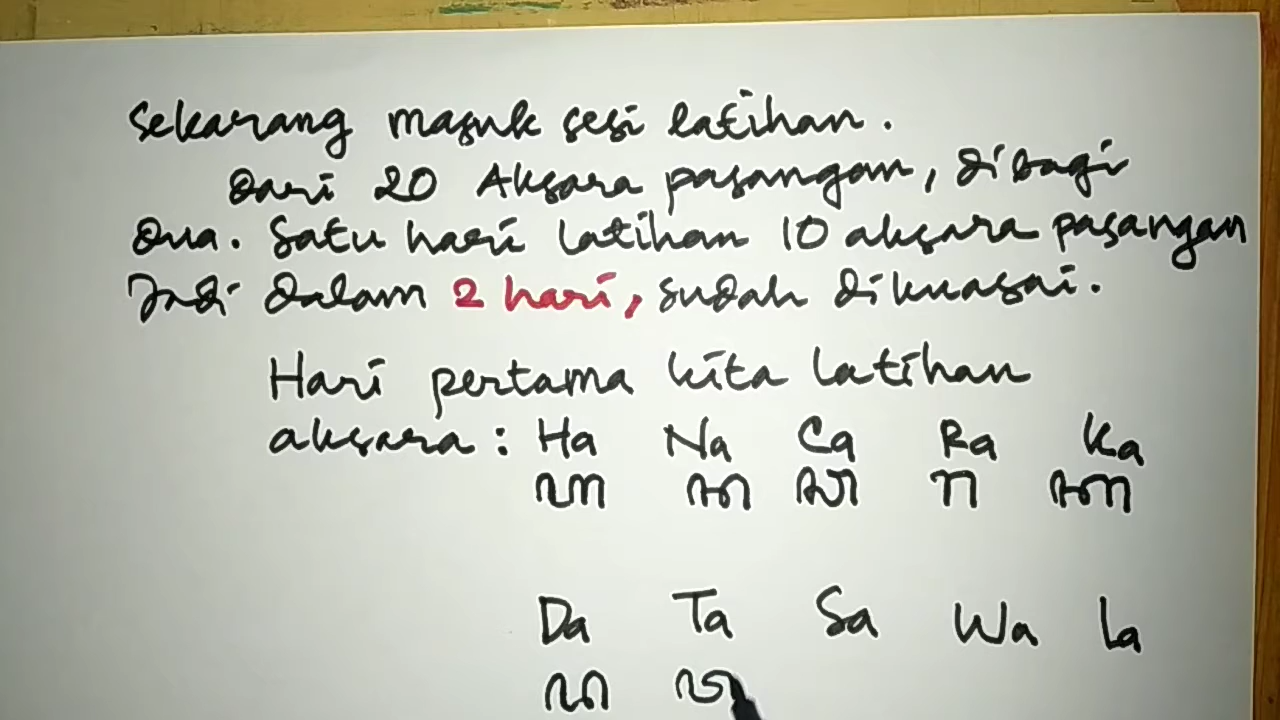 Sekarang masuk sesi latihan.
Dari 20 Aksara pasangan, dibagi
dua. Satu hari latihan 10 aksara pasangan
Jadi dalam 2 hari, sudah dikuasai.
Hari pertama kita latihan
aksara : Ha Na Ca Ra Ka
ꦲ ꦤ ꦕ ꦫ ꦏ
Da Ta Sa Wa La
ꦢ ꦠ